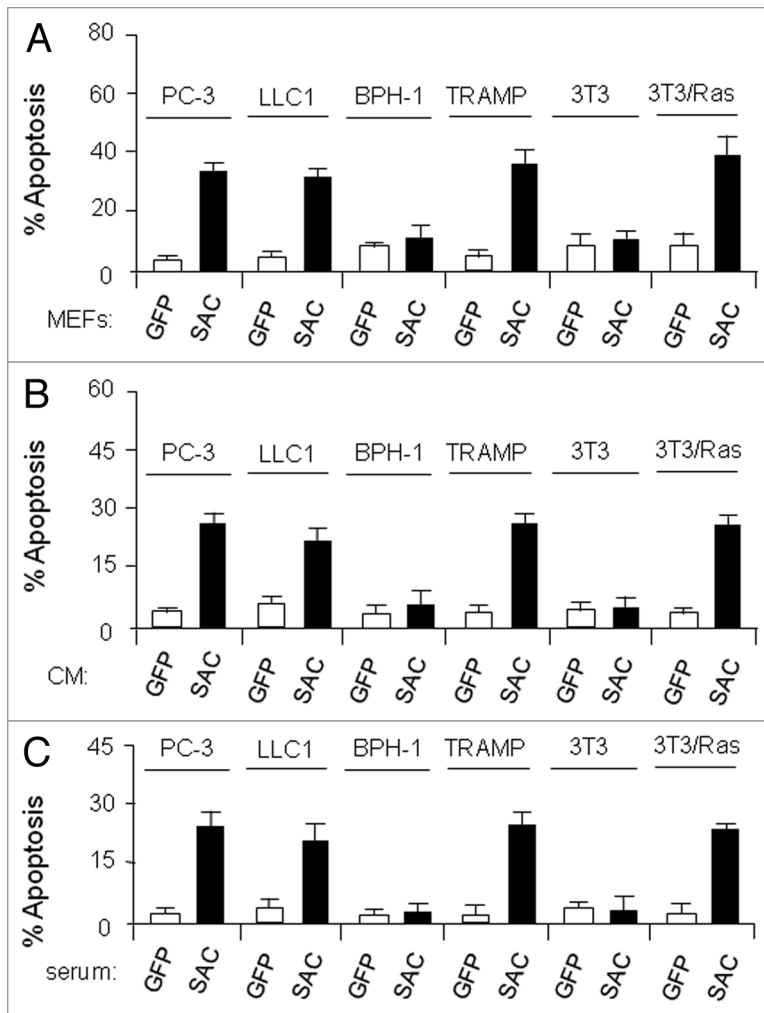 A
80
60
40
20
0
% Apoptosis
PC-3 LLC1 BPH-1 TRAMP 3T3 3T3/Ras
MEFs: GFP SAC GFP SAC GFP SAC GFP SAC GFP SAC GFP SAC
B
60
45
30
15
0
% Apoptosis
PC-3 LLC1 BPH-1 TRAMP 3T3 3T3/Ras
CM: GFP SAC GFP SAC GFP SAC GFP SAC GFP SAC GFP SAC
C
45
30
15
0
% Apoptosis
PC-3 LLC1 BPH-1 TRAMP 3T3 3T3/Ras
serum: GFP SAC GFP SAC GFP SAC GFP SAC GFP SAC GFP SAC